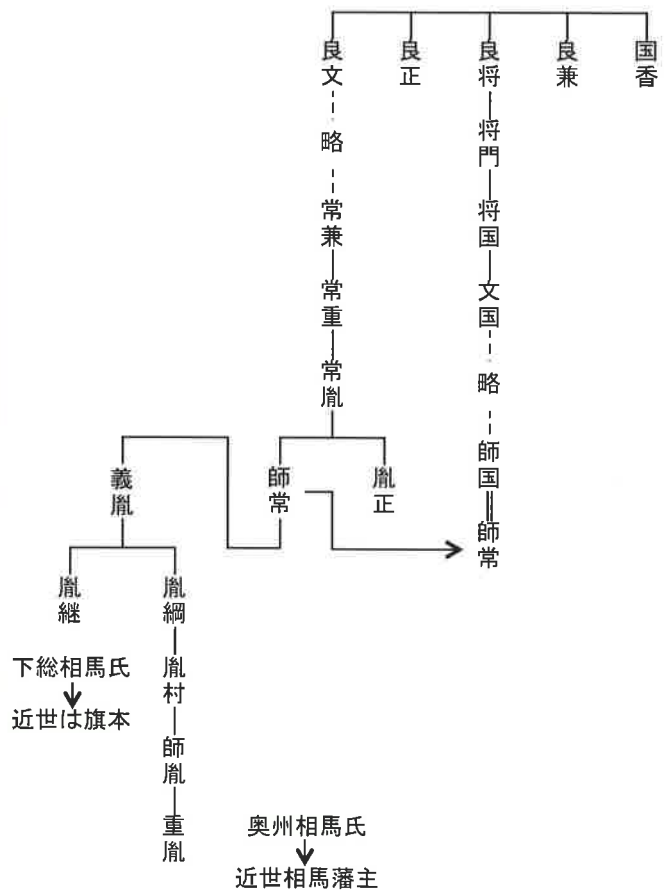 国香
良兼
良将
将門
将国
文国
略
師国
師常
良正
良文
略
常兼
常重
常胤
胤正
師常
義胤
胤綱
胤村
師胤
重胤
胤継
下総相馬氏
近世は旗本
奥州相馬氏
近世相馬藩主